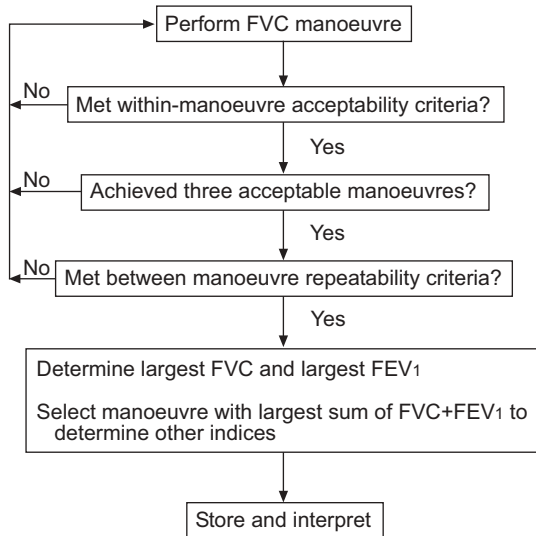 Perform FVC manoeuvre
No
Met within-manoeuvre acceptability criteria?
Yes
No
Achieved three acceptable manoeuvres?
Yes
No
Met between manoeuvre repeatability criteria?
Yes
Determine largest FVC and largest FEV1
Select manoeuvre with largest sum of FVC+FEV1 to
determine other indices
Store and interpret